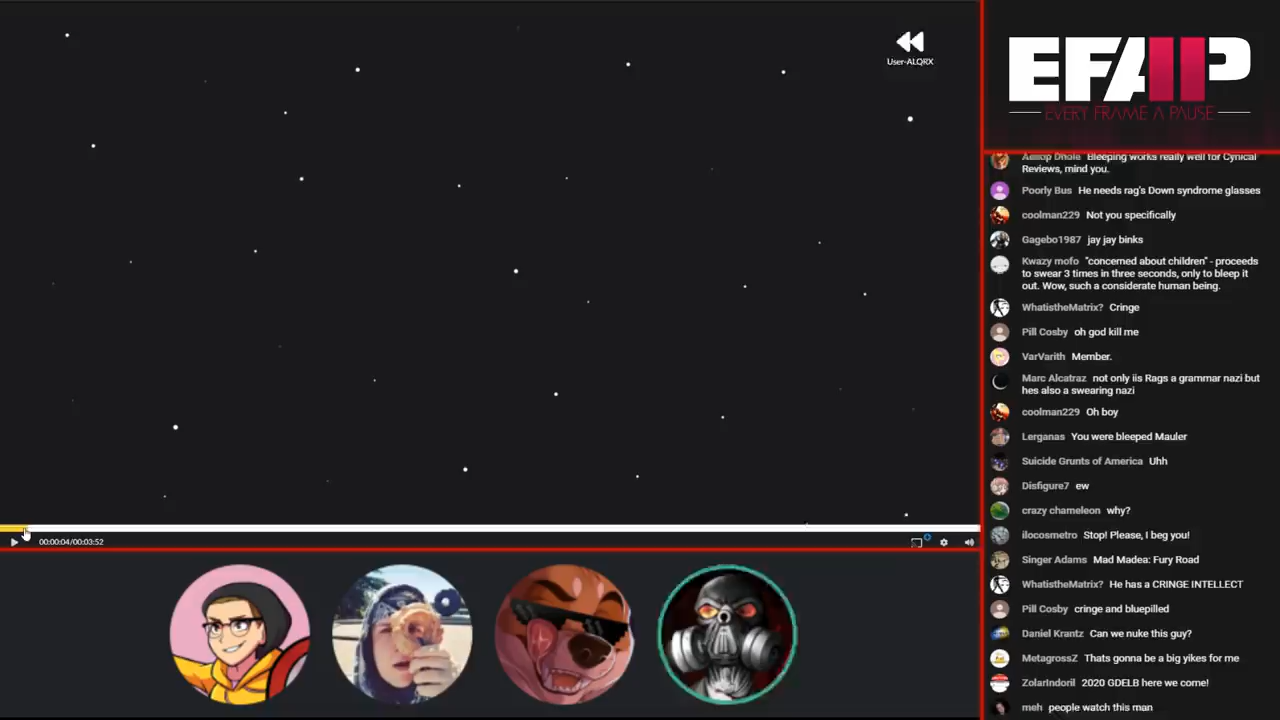 User-ALQRX
EFAP
EVERY FRAME A PAUSE
Aesop Dhole Bleeping works really well for Cynical
Reviews, mind you.
Poorly Bus He needs rag's Down syndrome glasses
coolman229 Not you specifically
Gagebo1987 jay jay binks
Kwazy mofo "concerned about children" - proceeds
to swear 3 times in three seconds, only to bleep it
out. Wow, such a considerate human being.
WhatistheMatrix? Cringe
Pill Cosby oh god kill me
VarVarith Member.
Marc Alcatraz not only iis Rags a grammar nazi but
hes also a swearing nazi
coolman229 Oh boy
Lerganas You were bleeped Mauler
Suicide Grunts of America Uhh
Disfigure7 ew
crazy chameleon why?
ilocosmetro Stop! Please, I beg you!
Singer Adams Mad Madea: Fury Road
WhatistheMatrix? He has a CRINGE INTELLECT
Pill Cosby cringe and bluepilled
Daniel Krantz Can we nuke this guy?
MetagrossZ Thats gonna be a big yikes for me
ZolarIndoril 2020 GDELB here we come!
meh people watch this man
00:00:04/00:03:52